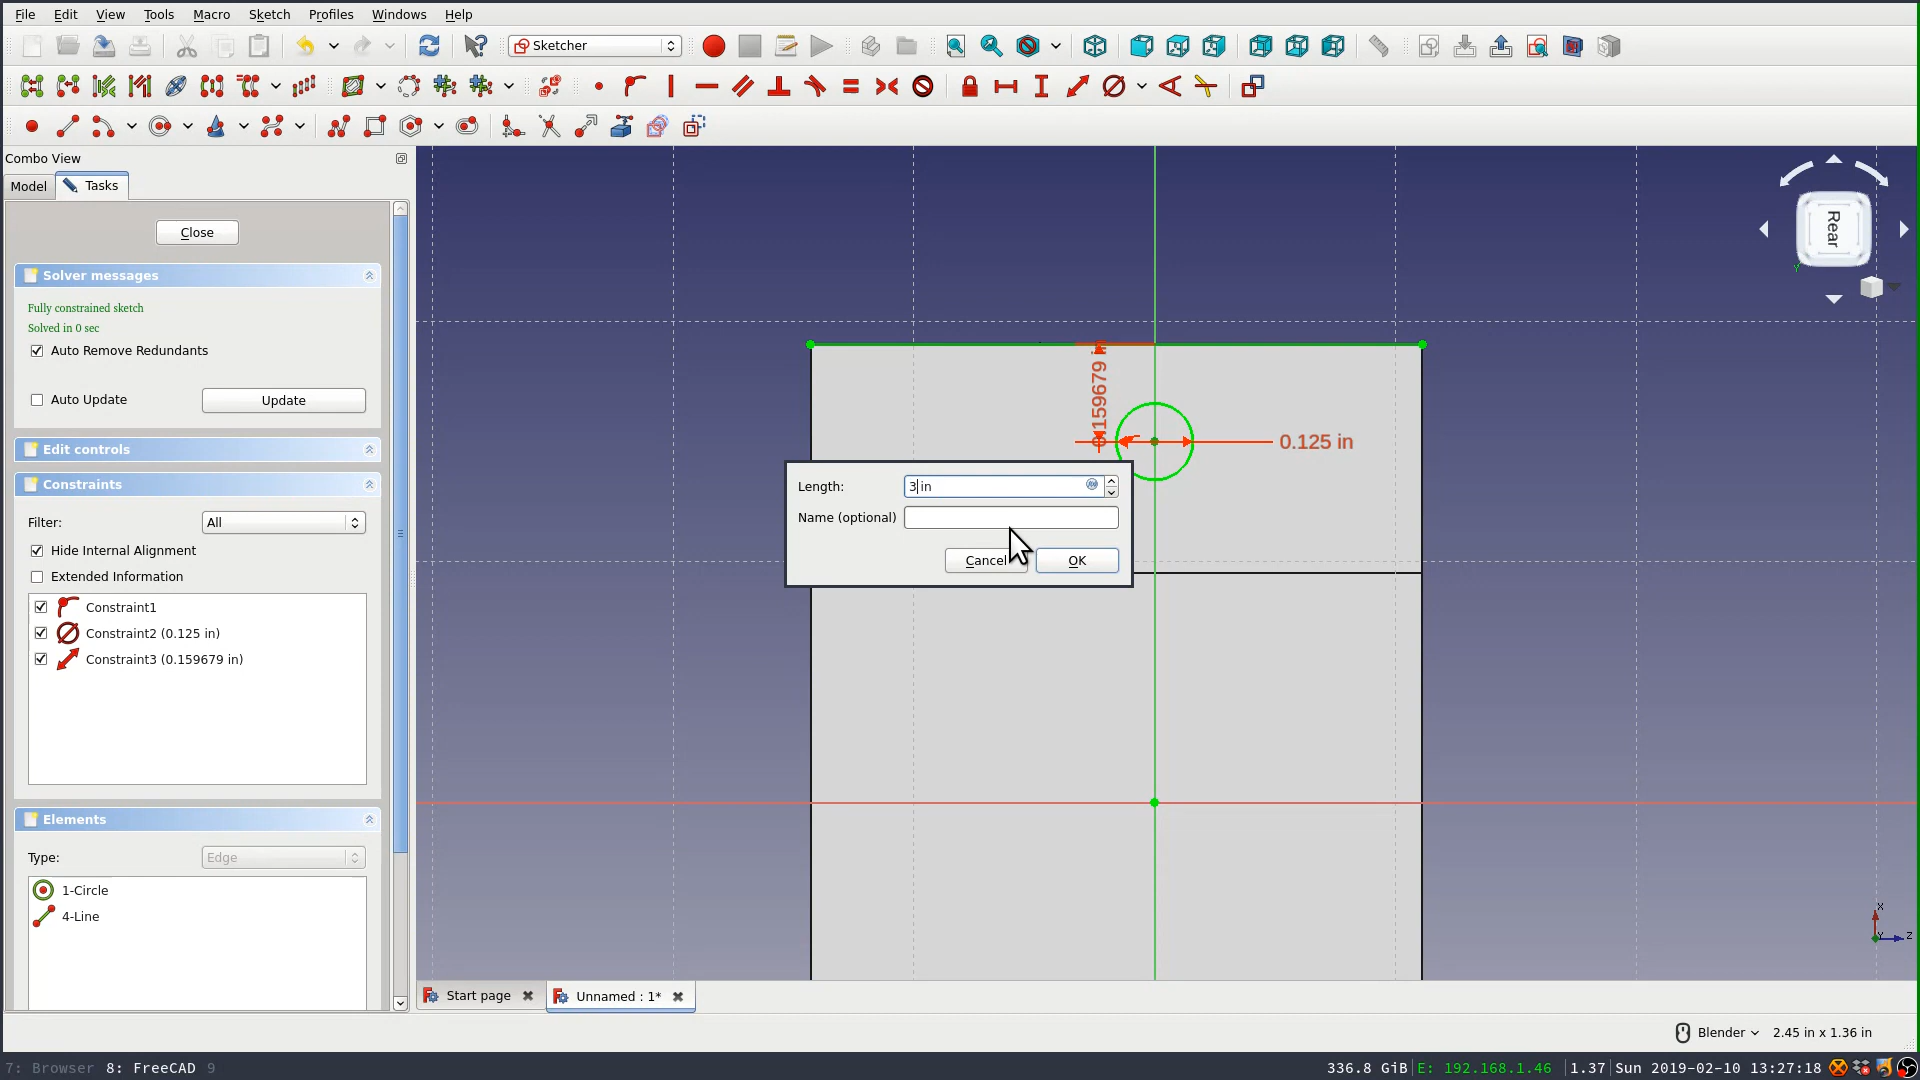 File Edit View Tools Macro Sketch Profiles Windows Help
Sketcher
Combo View
Model Tasks
Close
Solver messages
Fully constrained sketch
Solved in 0 sec
Auto Remove Redundants
Auto Update Update
Edit controls
Constraints
Filter: All
Hide Internal Alignment
Extended Information
Constraint1
Constraint2 (0.125 in)
Constraint3 (0.159679 in)
Elements
Type: Edge
1-Circle
4-Line
0.159679 in
0.125 in
Length: 3 in
Name (optional)
Cancel OK
Rear
Y
X
Y Z
Start page Unnamed : 1*
Blender 2.45 in x 1.36 in
7: Browser 8: FreeCAD 9
336.8 GiB E: 192.168.1.46 1.37 Sun 2019-02-10 13:27:18